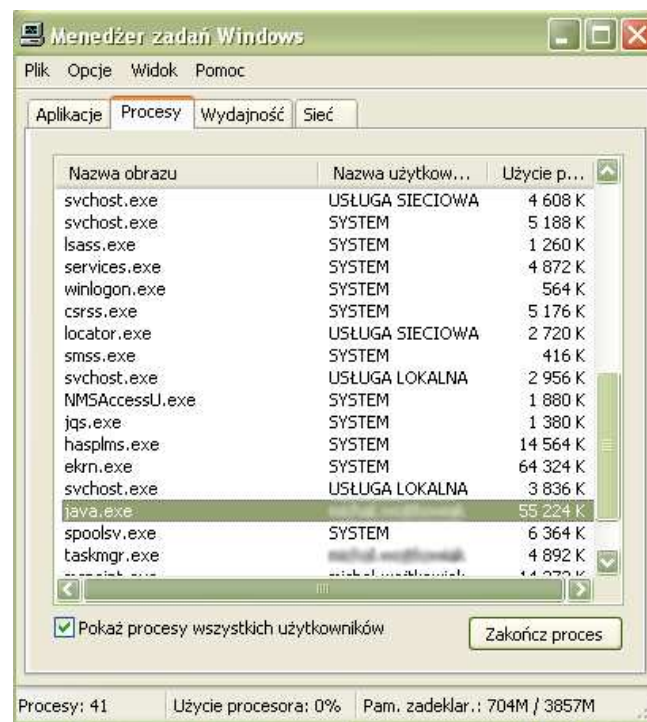 Menedżer zadań Windows
Plik Opcje Widok Pomoc
Aplikacje Procesy Wydajność Sieć
Nazwa obrazu Nazwa użytkow... Użycie p...
svchost.exe USŁUGA SIECIOWA 4 608 K
svchost.exe SYSTEM 5 188 K
lsass.exe SYSTEM 1 260 K
services.exe SYSTEM 4 872 K
winlogon.exe SYSTEM 564 K
csrss.exe SYSTEM 5 176 K
locator.exe USŁUGA SIECIOWA 2 720 K
smss.exe SYSTEM 416 K
svchost.exe USŁUGA LOKALNA 2 956 K
NMSAccessU.exe SYSTEM 1 880 K
jqs.exe SYSTEM 1 380 K
hasplms.exe SYSTEM 14 564 K
ekrn.exe SYSTEM 64 324 K
svchost.exe USŁUGA LOKALNA 3 836 K
java.exe 55 224 K
spoolsv.exe SYSTEM 6 364 K
taskmgr.exe 4 892 K
Pokaż procesy wszystkich użytkowników
Zakończ proces
Procesy: 41 Użycie procesora: 0% Pam. zadeklar.: 704M / 3857M